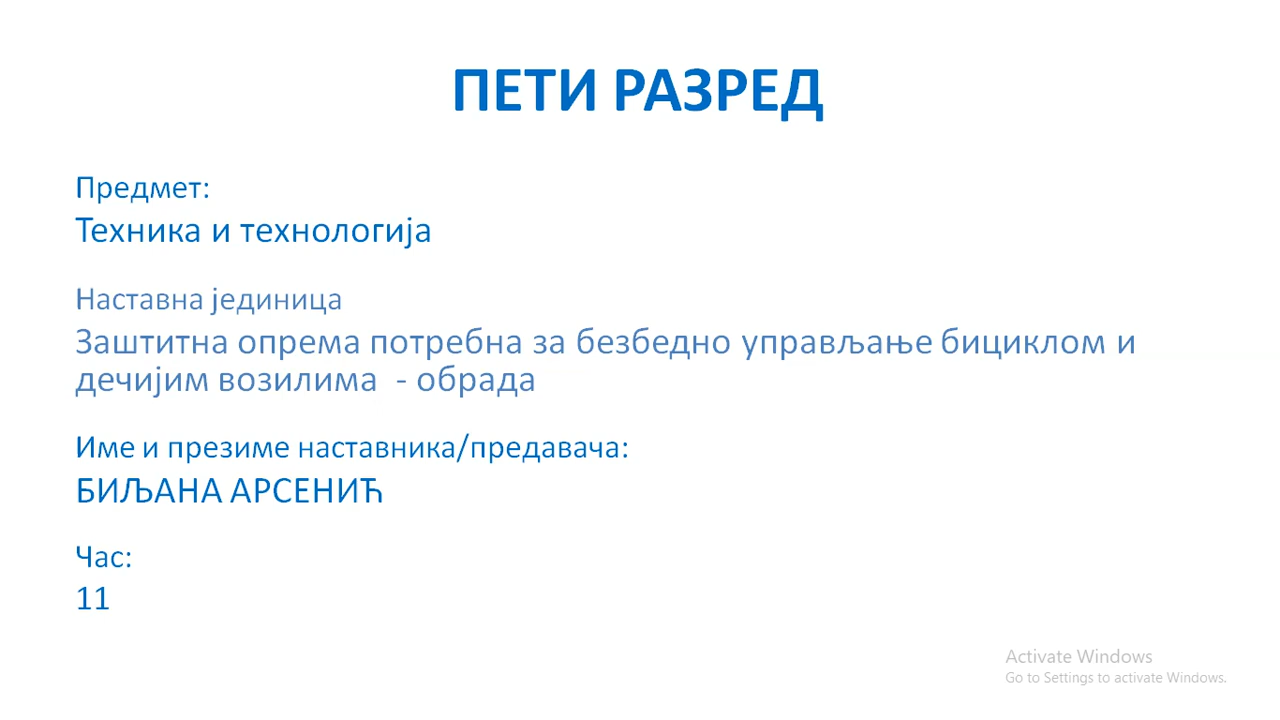 ПЕТИ РАЗРЕД
Предмет:
Техника и технологија
Наставна јединица
Заштитна опрема потребна за безбедно управљање бициклом и
дечијим возилима - обрада
Име и презиме наставника/предавача:
БИЉАНА АРСЕНИЋ
Час:
11
Activate Windows
Go to Settings to activate Windows.